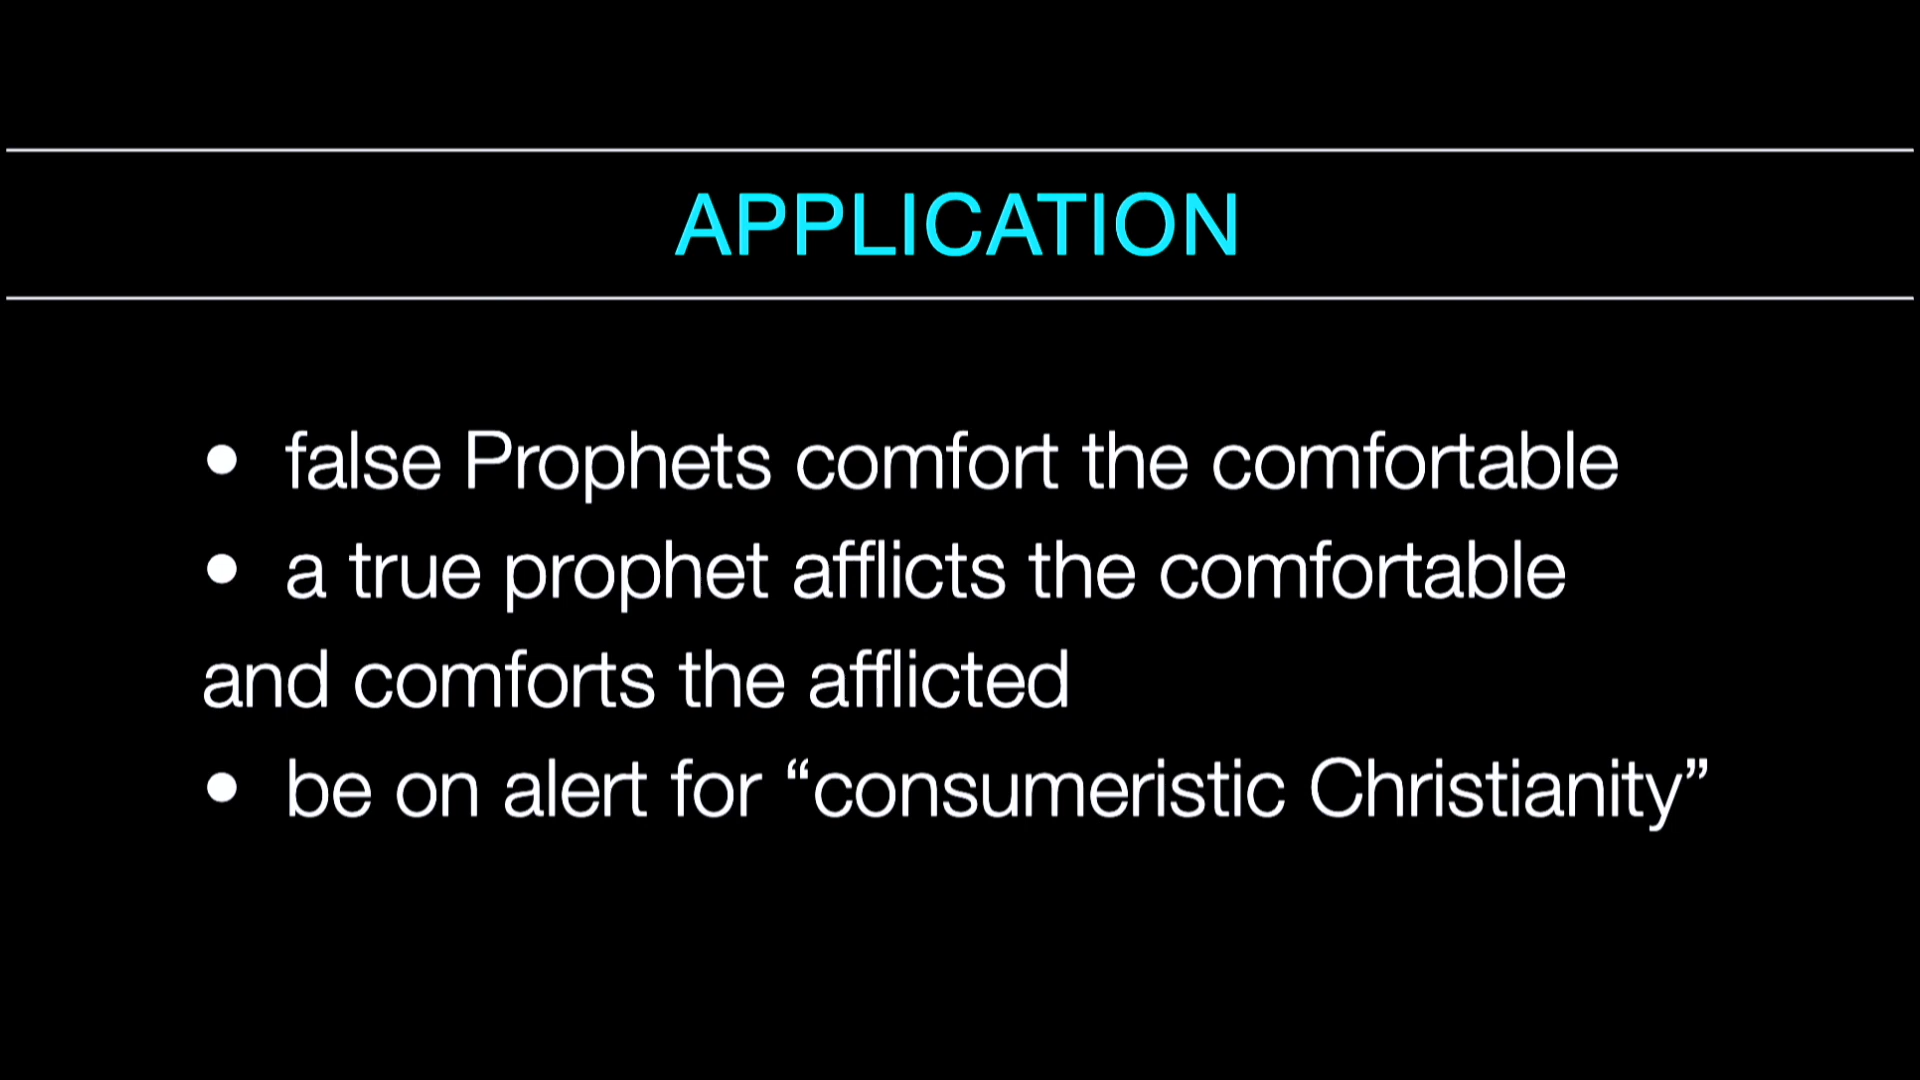 APPLICATION
• false Prophets comfort the comfortable
• a true prophet afflicts the comfortable
and comforts the afflicted
• be on alert for “consumeristic Christianity”